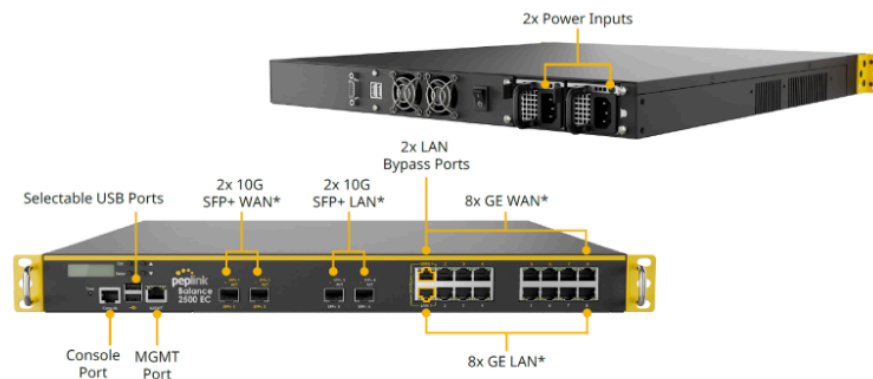 2x Power Inputs
2x LAN
Bypass Ports
2x 10G
SFP+ WAN*
2x 10G
SFP+ LAN*
8x GE WAN*
Selectable USB Ports
peplink
Balance
2500 EC
Console
Console
Port
MGMT
Port
8x GE LAN*